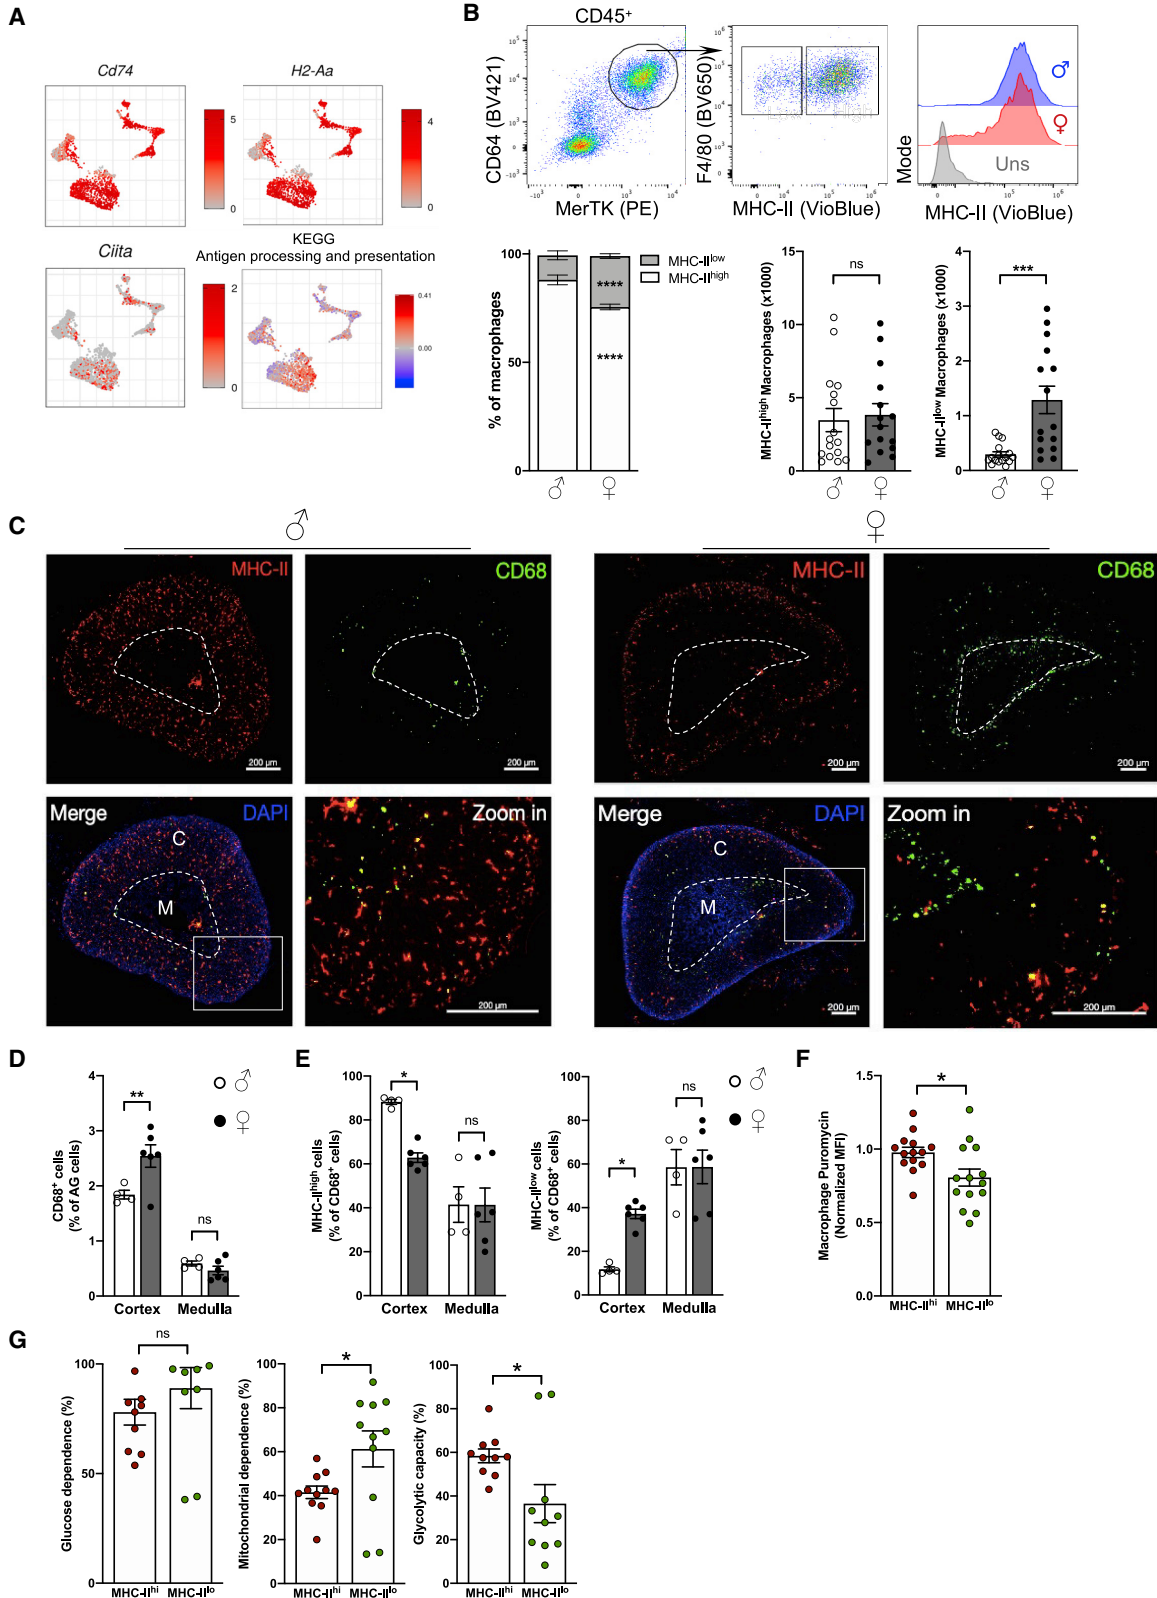 A
Cd74
H2-Aa
5
0
4
0
Ciita
KEGG
Antigen processing and presentation
2
0
0.41
0.00
B
CD45+
CD64 (BV421)
MerTK (PE)
F4/80 (BV650)
MHC-II (VioBlue)
Mode
♂
♀
Uns
MHC-II (VioBlue)
% of macrophages
100
50
0
****
****
MHC-IIlow
MHC-IIhigh
♂ ♀
MHC-IIhigh Macrophages (x1000)
15
10
5
0
ns
♂ ♀
MHC-IIlow Macrophages (x1000)
4
3
2
1
0
***
♂ ♀
C
♂
♀
MHC-II
200 µm
CD68
200 µm
MHC-II
200 µm
CD68
200 µm
Merge
DAPI
C
M
Zoom in
200 µm
Merge
DAPI
C
M
200 µm
Zoom in
200 µm
D
CD68+ cells
(% of AG cells)
4
3
2
1
0
**
ns
♂
♀
Cortex Medulla
E
MHC-IIhigh cells
(% of CD68+ cells)
100
80
60
40
20
0
*
ns
Cortex Medulla
MHC-IIlow cells
(% of CD68+ cells)
100
80
60
40
20
0
*
ns
♂
♀
Cortex Medulla
F
Macrophage Puromycin
(Normalized MFI)
1.5
1.0
0.5
0.0
*
MHC-IIhi MHC-IIlo
G
Glucose dependence (%)
100
50
0
ns
MHC-IIhi MHC-IIlo
Mitochondrial dependence (%)
100
80
60
40
20
0
*
MHC-IIhi MHC-IIlo
Glycolytic capacity (%)
100
80
60
40
20
0
*
MHC-IIhi MHC-IIlo